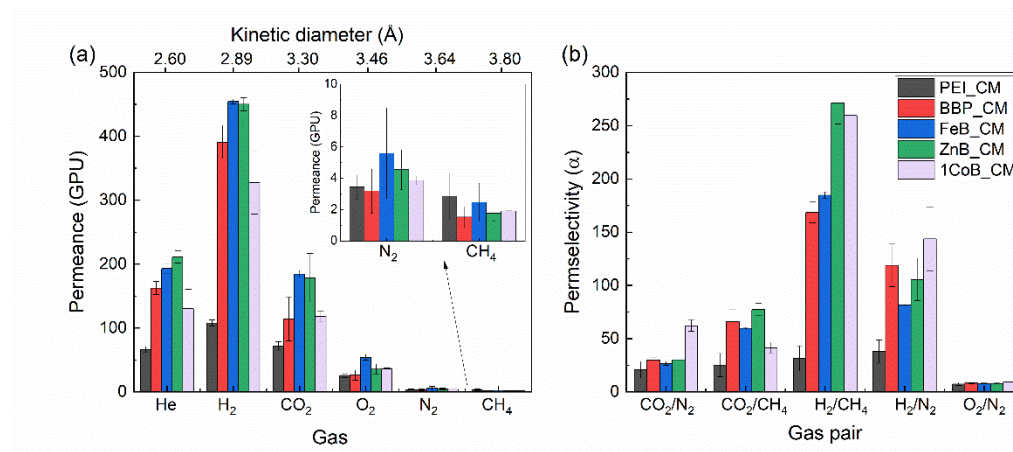 Kinetic diameter (Å)
(a)
2.60 2.89 3.30 3.46 3.64 3.80
500
400
300
200
100
0
Permeance (GPU)
He H₂ CO₂ O₂ N₂ CH₄
Gas
10
8
6
4
2
0
Permeance (GPU)
N₂ CH₄
(b)
300
250
200
150
100
50
0
Permselectivity (α)
PEI_CM
BBP_CM
FeB_CM
ZnB_CM
1CoB_CM
CO₂/N₂ CO₂/CH₄ H₂/CH₄ H₂/N₂ O₂/N₂
Gas pair